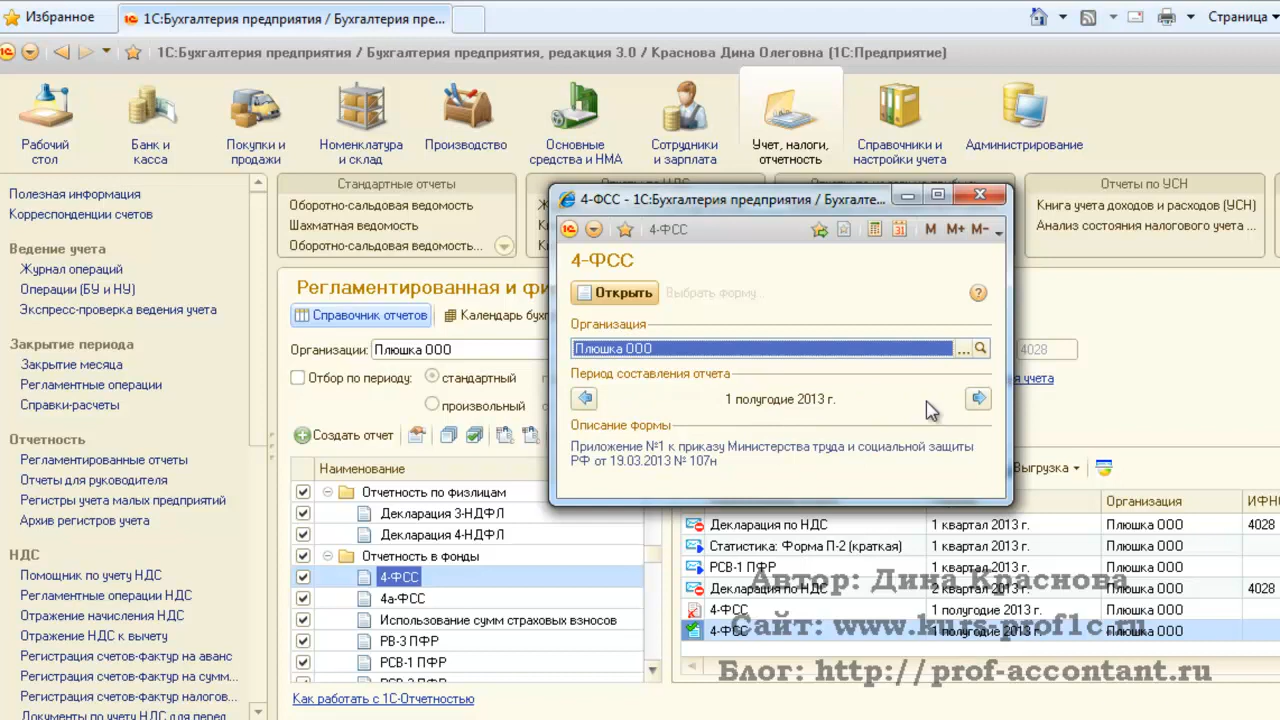 Избранное
1С:Бухгалтерия предприятия / Бухгалтерия пре...
Страница
1С:Бухгалтерия предприятия / Бухгалтерия предприятия, редакция 3.0 / Краснова Дина Олеговна (1С:Предприятие)
Рабочий стол
Банк и касса
Покупки и продажи
Номенклатура и склад
Производство
Основные средства и НМА
Сотрудники и зарплата
Учет, налоги, отчетность
Справочники и настройки учета
Администрирование
Полезная информация
Корреспонденции счетов
Ведение учета
Журнал операций
Операции (БУ и НУ)
Экспресс-проверка ведения учета
Закрытие периода
Закрытие месяца
Регламентные операции
Справки-расчеты
Отчетность
Регламентированные отчеты
Отчеты для руководителя
Регистры учета малых предприятий
Архив регистров учета
НДС
Помощник по учету НДС
Регламентные операции НДС
Отражение начисления НДС
Отражение НДС к вычету
Регистрация счетов-фактур на аванс
Регистрация счетов-фактур на сумм...
Регистрация счетов-фактур налогов...
Документы по учету НДС для перед
Стандартные отчеты
Оборотно-сальдовая ведомость
Шахматная ведомость
Оборотно-сальдовая ведомость...
Отчеты по УСН
Книга учета доходов и расходов (УСН)
Анализ состояния налогового учета ...
Регламентированная и фи
Справочник отчетов
Календарь бух
Организации:
Плюшка ООО
4028
Отбор по периоду:
стандартный
произвольный
я учета
Создать отчет
Выгрузка
Наименование
Отчетность по физлицам
Декларация 3-НДФЛ
Декларация 4-НДФЛ
Отчетность в фонды
4-ФСС
4а-ФСС
Использование сумм страховых взносов
РВ-3 ПФР
РСВ-1 ПФР
Как работать с 1С-Отчетностью
4-ФСС - 1С:Бухгалтерия предприятия / Бухгалте...
4-ФСС
M M+ M-
4-ФСС
Открыть
Выбрать форму...
?
Организация
Плюшка ООО
...
Период составления отчета
1 полугодие 2013 г.
Описание формы
Приложение №1 к приказу Министерства труда и социальной защиты
РФ от 19.03.2013 № 107н
Организация
ИФНС
Декларация по НДС 1 квартал 2013 г. Плюшка ООО 4028
Статистика: Форма П-2 (краткая) 1 квартал 2013 г. Плюшка ООО
РСВ-1 ПФР 1 квартал 2013 г. Плюшка ООО
Декларация по НДС 2 квартал 2013 г. Плюшка ООО 4028
4-ФСС 1 полугодие 2013 г. Плюшка ООО
4-ФСС 1 полугодие 2013 г. Плюшка ООО
Автор: Дина Краснова
Сайт: www.kurs-prof1c.ru
Блог: http://prof-accontant.ru